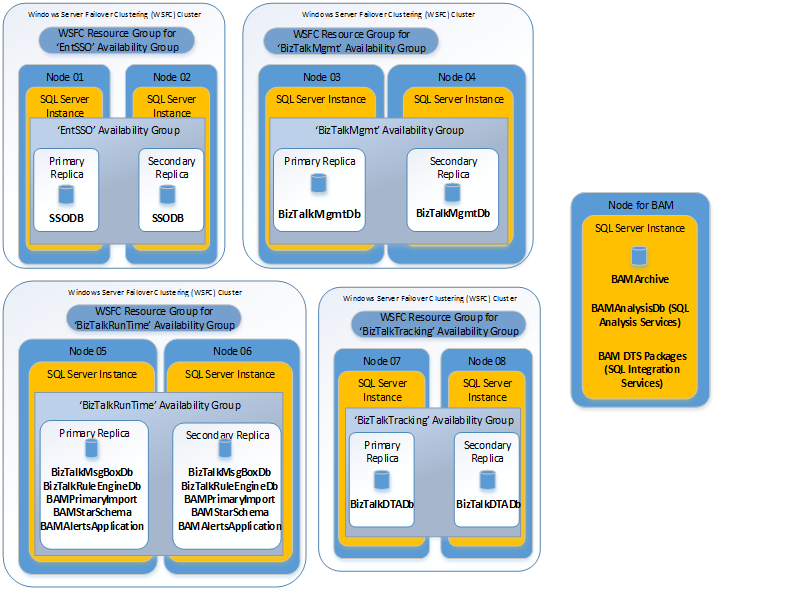 Windows Server Failover Clustering (WSFC) Cluster
WSFC Resource Group for
'EntSSO' Availability Group
Node 01
Node 02
SQL Server
Instance
SQL Server
Instance
'EntSSO' Availability Group
Primary
Replica
SSODB
Secondary
Replica
SSODB
Windows Server Failover Clustering (WSFC) Cluster
WSFC Resource Group for
'BizTalkMgmt' Availability Group
Node 03
Node 04
SQL Server Instance
SQL Server Instance
'BizTalkMgmt' Availability Group
Primary Replica
BizTalkMgmtDb
Secondary
Replica
BizTalkMgmtDb
Node for BAM
SQL Server Instance
BAMArchive
BAMAnalysisDb (SQL
Analysis Services)
BAM DTS Packages
(SQL Integration
Services)
Windows Server Failover Clustering (WSFC) Cluster
WSFC Resource Group for
'BizTalkRunTime' Availability Group
Node 05
Node 06
SQL Server Instance
SQL Server Instance
'BizTalkRunTime' Availability Group
Primary Replica
BizTalkMsgBoxDb
BizTalkRuleEngineDb
BAMPrimaryImport
BAMStarSchema
BAMAlertsApplication
Secondary Replica
BizTalkMsgBoxDb
BizTalkRuleEngineDb
BAMPrimaryImport
BAMStarSchema
BAMAlertsApplication
Windows Server Failover Clustering (WSFC) Cluster
WSFC Resource Group for
'BizTalkTracking' Availability Group
Node 07
Node 08
SQL Server
Instance
SQL Server
Instance
'BizTalkTracking' Availability Group
Primary
Replica
BizTalkDTADb
Secondary
Replica
BizTalkDTADb